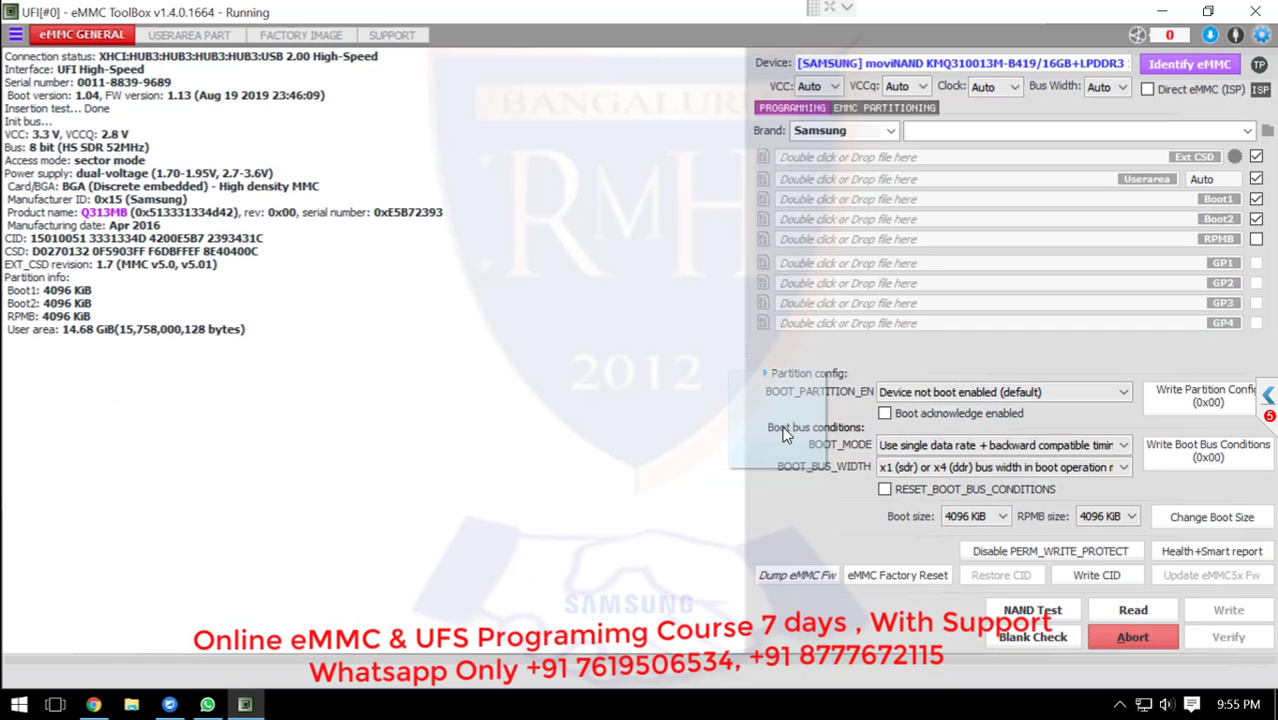 UFI[#0] - eMMC ToolBox v1.4.0.1664 - Running
eMMC GENERAL USERAREA PART FACTORY IMAGE SUPPORT 0
Connection status: XHCI:HUB3:HUB3:HUB3:HUB3:USB 2.00 High-Speed
Interface: UFI High-Speed
Serial number: 0011-8839-9689
Boot version: 1.04, FW version: 1.13 (Aug 19 2019 23:46:09)
Insertion test... Done
Init bus...
VCC: 3.3 V, VCCQ: 2.8 V
Bus: 8 bit (HS SDR 52MHz)
Access mode: sector mode
Power supply: dual-voltage (1.70-1.95V, 2.7-3.6V)
Card/BGA: BGA (Discrete embedded) - High density MMC
Manufacturer ID: 0x15 (Samsung)
Product name: Q313MB (0x513331334d42), rev: 0x00, serial number: 0xE5B72393
Manufacturing date: Apr 2016
CID: 15010051 3331334D 4200E5B7 2393431C
CSD: D0270132 0F5903FF F6DBFFEF 8E40400C
EXT_CSD revision: 1.7 (MMC v5.0, v5.01)
Partition info:
Boot1: 4096 KiB
Boot2: 4096 KiB
RPMB: 4096 KiB
User area: 14.68 GiB(15,758,000,128 bytes)
BANGALURU
RMH
2012
SAMSUNG
Device: [SAMSUNG] moviNAND KMQ310013M-B419/16GB+LPDDR3 Identify eMMC TP
VCC: Auto VCCq: Auto Clock: Auto Bus Width: Auto Direct eMMC (ISP) ISP
PROGRAMMING EMMC PARTITIONING
Brand: Samsung
Double click or Drop file here Ext CSD
Double click or Drop file here Userarea Auto
Double click or Drop file here Boot1
Double click or Drop file here Boot2
Double click or Drop file here RPMB
Double click or Drop file here GP1
Double click or Drop file here GP2
Double click or Drop file here GP3
Double click or Drop file here GP4
Partition config:
BOOT_PARTITION_EN Device not boot enabled (default) Write Partition Config (0x00)
Boot acknowledge enabled
5
Boot bus conditions:
BOOT_MODE Use single data rate + backward compatible timin Write Boot Bus Conditions (0x00)
BOOT_BUS_WIDTH x1 (sdr) or x4 (ddr) bus width in boot operation m
RESET_BOOT_BUS_CONDITIONS
Boot size: 4096 KiB RPMB size: 4096 KiB Change Boot Size
Disable PERM_WRITE_PROTECT Health+Smart report
Dump eMMC Fw eMMC Factory Reset Restore CID Write CID Update eMMC5x Fw
NAND Test Read Write
Blank Check Abort Verify
Online eMMC & UFS Programimg Course 7 days , With Support
Whatsapp Only +91 7619506534, +91 8777672115
9:55 PM